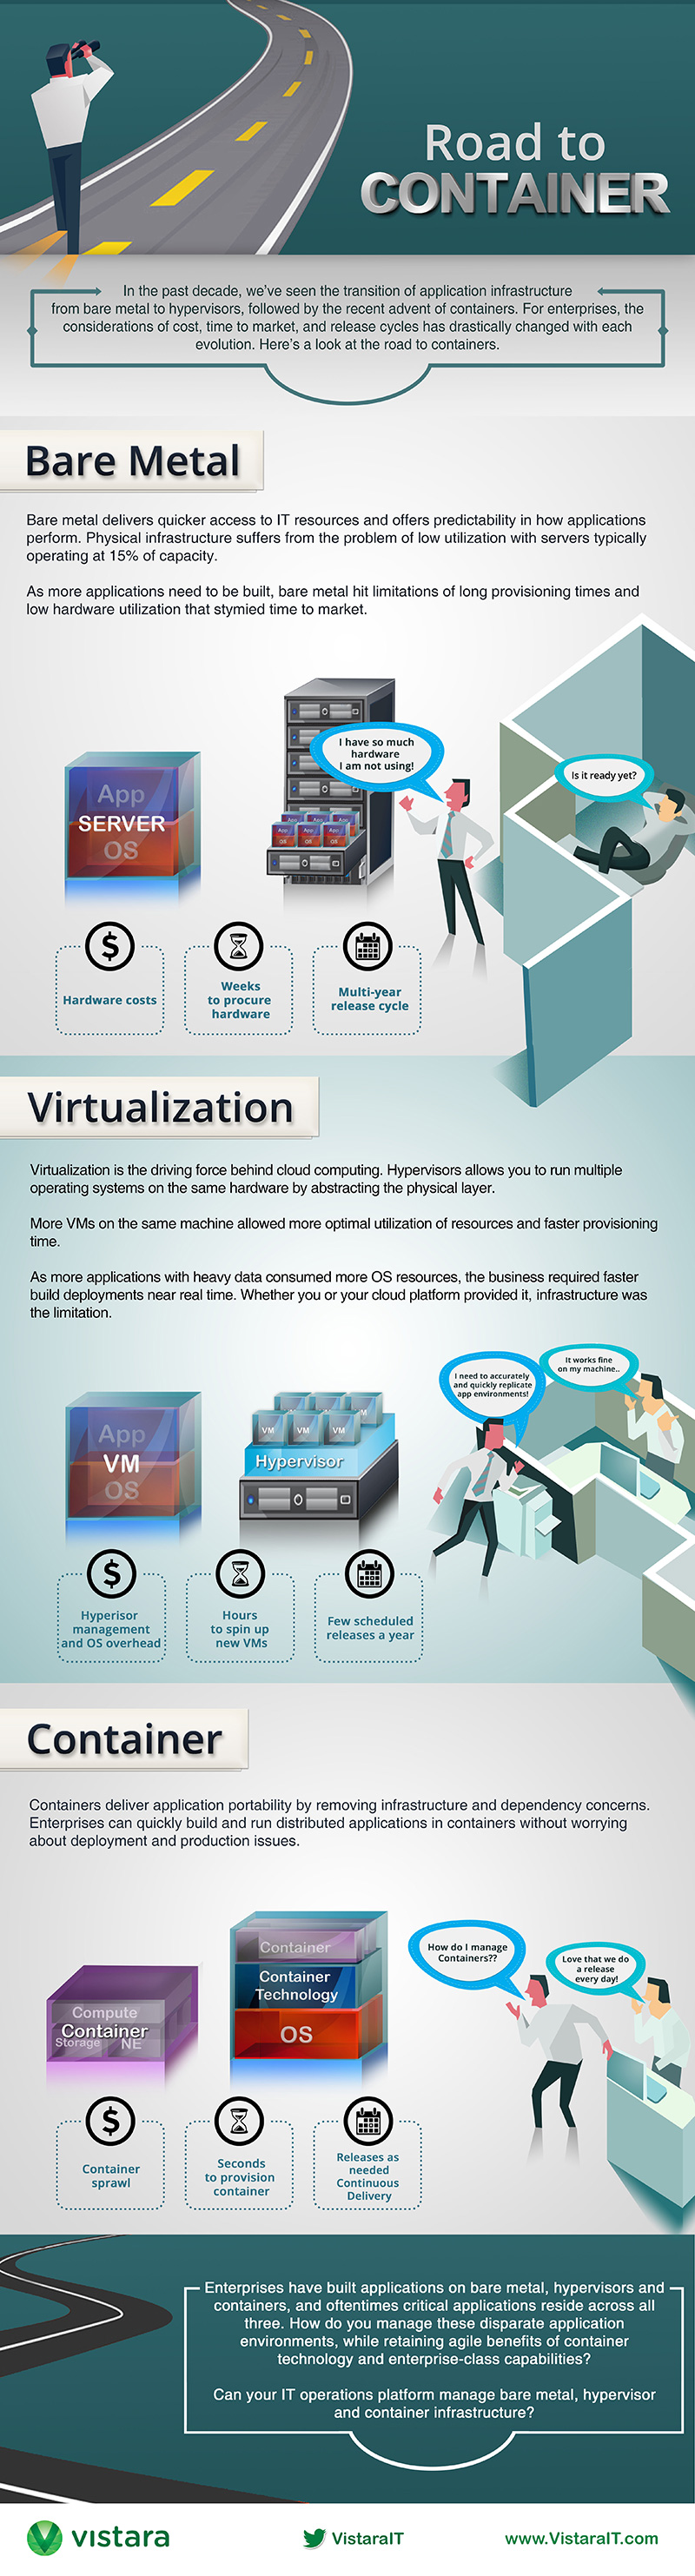 Road to
CONTAINER
In the past decade, we've seen the transition of application infrastructure
from bare metal to hypervisors, followed by the recent advent of containers. For enterprises, the
considerations of cost, time to market, and release cycles has drastically changed with each
evolution. Here's a look at the road to containers.
Bare Metal
Bare metal delivers quicker access to IT resources and offers predictability in how applications
perform. Physical infrastructure suffers from the problem of low utilization with servers typically
operating at 15% of capacity.
As more applications need to be built, bare metal hit limitations of long provisioning times and
low hardware utilization that stymied time to market.
I have so much
hardware
I am not using!
Is it ready yet?
App
SERVER
OS
App App App
App App App
OS OS OS
$
Hardware costs
Weeks
to procure
hardware
Multi-year
release cycle
Virtualization
Virtualization is the driving force behind cloud computing. Hypervisors allows you to run multiple
operating systems on the same hardware by abstracting the physical layer.
More VMs on the same machine allowed more optimal utilization of resources and faster provisioning
time.
As more applications with heavy data consumed more OS resources, the business required faster
build deployments near real time. Whether you or your cloud platform provided it, infrastructure was
the limitation.
I need to accurately
and quickly replicate
app environments!
It works fine
on my machine..
App
VM
OS
VM VM VM
Hypervisor
$
Hyperisor
management
and OS overhead
Hours
to spin up
new VMs
Few scheduled
releases a year
Container
Containers deliver application portability by removing infrastructure and dependency concerns.
Enterprises can quickly build and run distributed applications in containers without worrying
about deployment and production issues.
How do I manage
Containers??
Love that we do
a release
every day!
Compute
Container
Storage NE
Container
Container
Technology
OS
$
Container
sprawl
Seconds
to provision
container
Releases as
needed
Continuous
Delivery
Enterprises have built applications on bare metal, hypervisors and
containers, and oftentimes critical applications reside across all
three. How do you manage these disparate application
environments, while retaining agile benefits of container
technology and enterprise-class capabilities?
Can your IT operations platform manage bare metal, hypervisor
and container infrastructure?
vistara
VistaraIT
www.VistaraIT.com